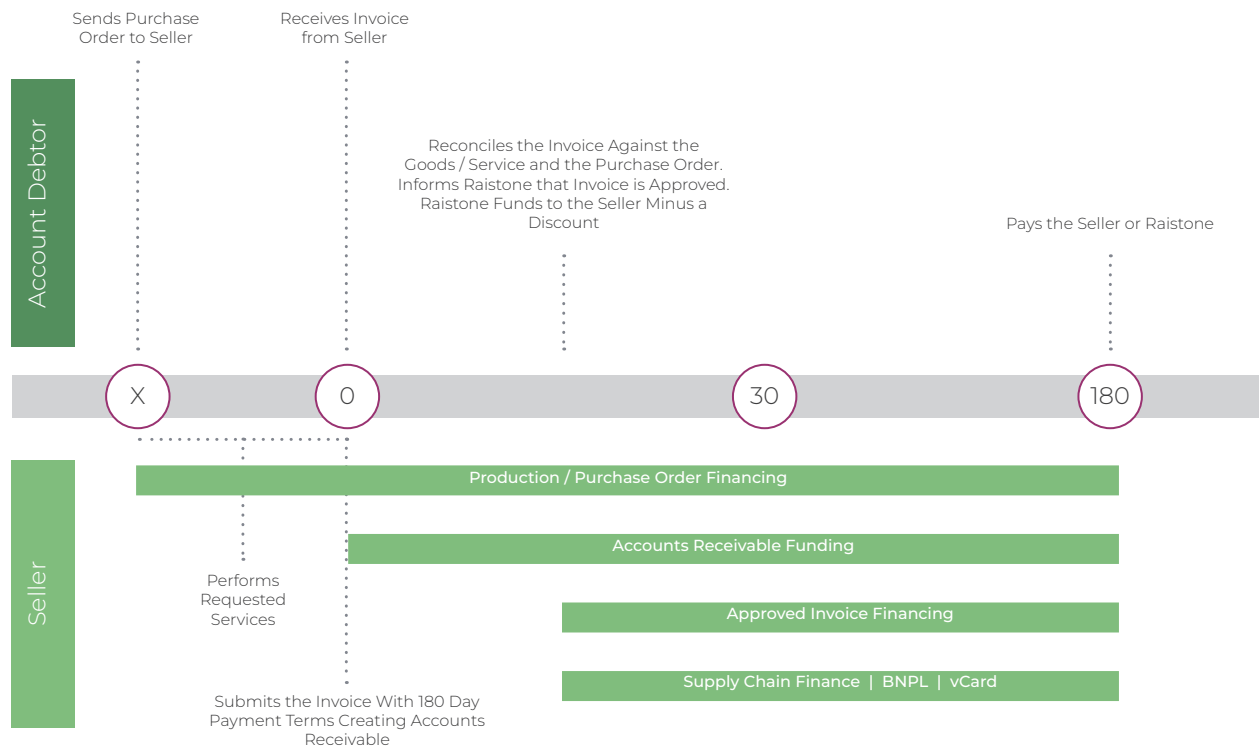 Sends Purchase
Order to Seller
Receives Invoice
from Seller
Account Debtor
Reconciles the Invoice Against the
Goods / Service and the Purchase Order.
Informs Raistone that Invoice is Approved.
Raistone Funds to the Seller Minus a
Discount
Pays the Seller or Raistone
X
0
30
180
Seller
Production / Purchase Order Financing
Accounts Receivable Funding
Performs
Requested
Services
Approved Invoice Financing
Supply Chain Finance | BNPL | vCard
Submits the Invoice With 180 Day
Payment Terms Creating Accounts
Receivable